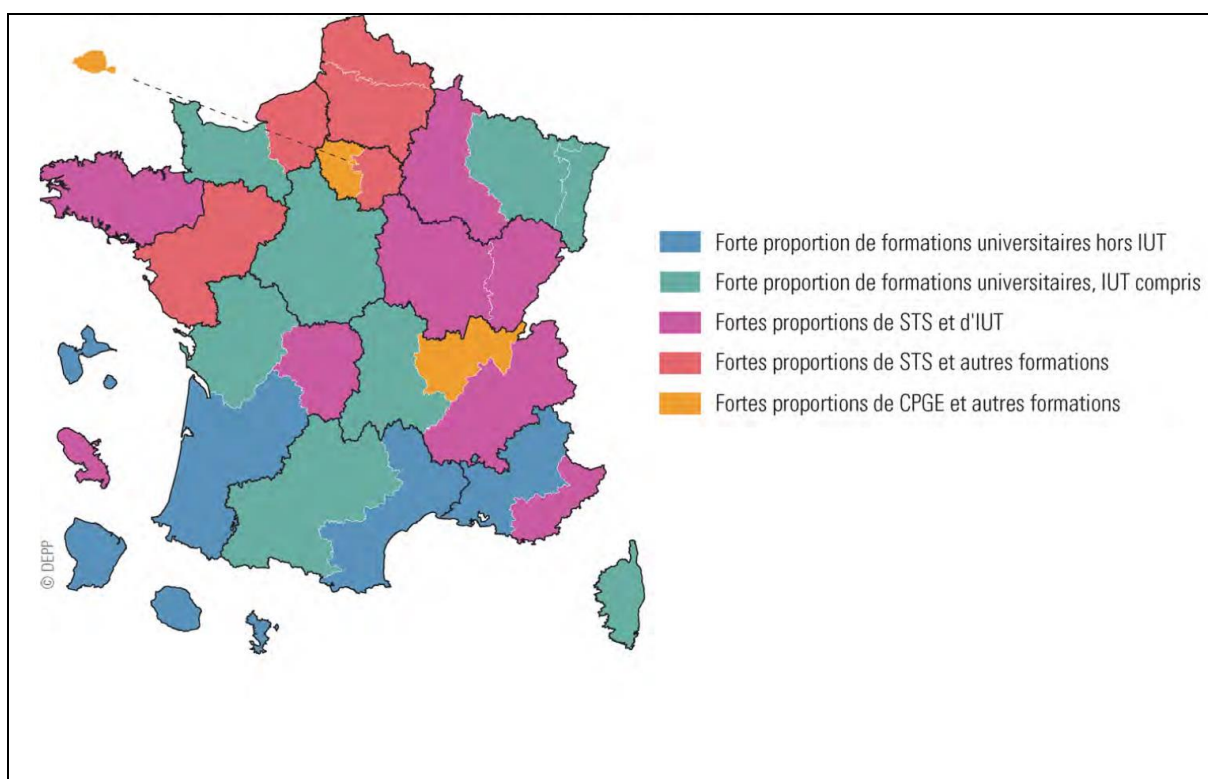 Forte proportion de formations universitaires hors IUT
Forte proportion de formations universitaires, IUT compris
Fortes proportions de STS et d'IUT
Fortes proportions de STS et autres formations
Fortes proportions de CPGE et autres formations
© DEPP